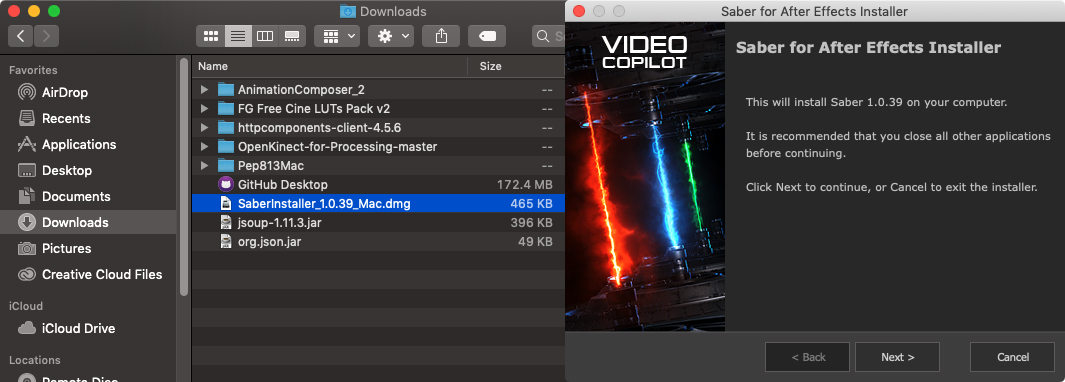 Downloads
Name
Size
Favorites
AirDrop
Recents
Applications
Desktop
Documents
Downloads
Pictures
Creative Cloud Files
iCloud
iCloud Drive
Locations
AnimationComposer_2 --
FG Free Cine LUTs Pack v2 --
httpcomponents-client-4.5.6 --
OpenKinect-for-Processing-master --
Pep813Mac --
GitHub Desktop 172.4 MB
SaberInstaller_1.0.39_Mac.dmg 465 KB
jsoup-1.11.3.jar 396 KB
org.json.jar 49 KB
Saber for After Effects Installer
VIDEO
COPILOT
Saber for After Effects Installer
This will install Saber 1.0.39 on your computer.
It is recommended that you close all other applications
before continuing.
Click Next to continue, or Cancel to exit the installer.
< Back
Next >
Cancel